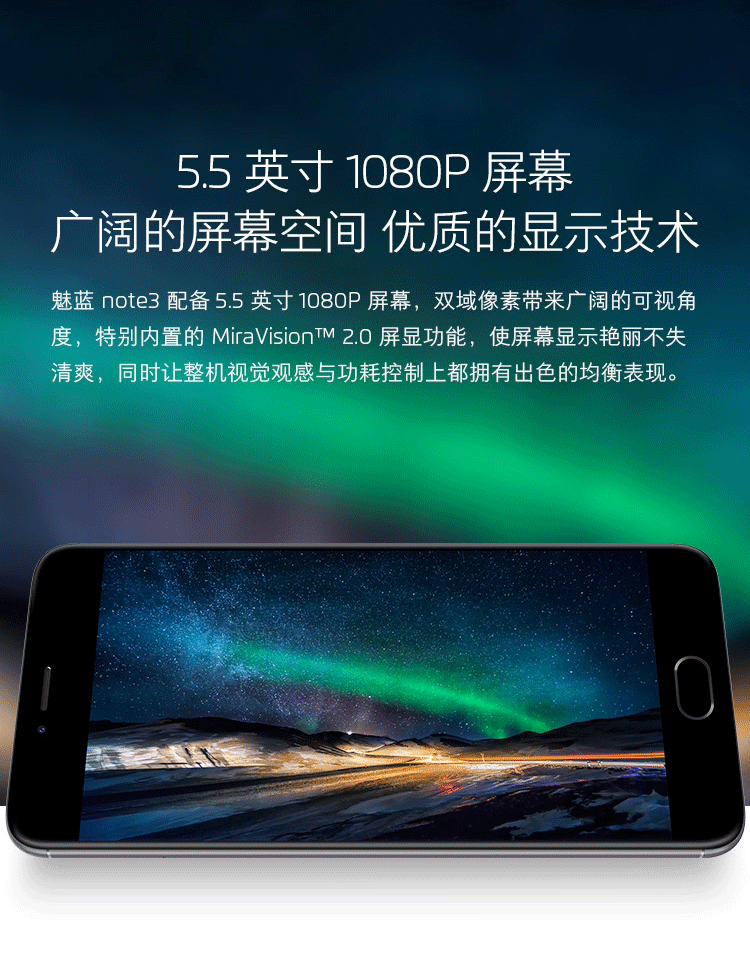 5.5 英寸 1080P 屏幕
广阔的屏幕空间 优质的显示技术
魅蓝 note3 配备 5.5 英寸 1080P 屏幕，双域像素带来广阔的可视角
度，特别内置的 MiraVision™ 2.0 屏显功能，使屏幕显示艳丽不失
清爽，同时让整机视觉观感与功耗控制上都拥有出色的均衡表现。